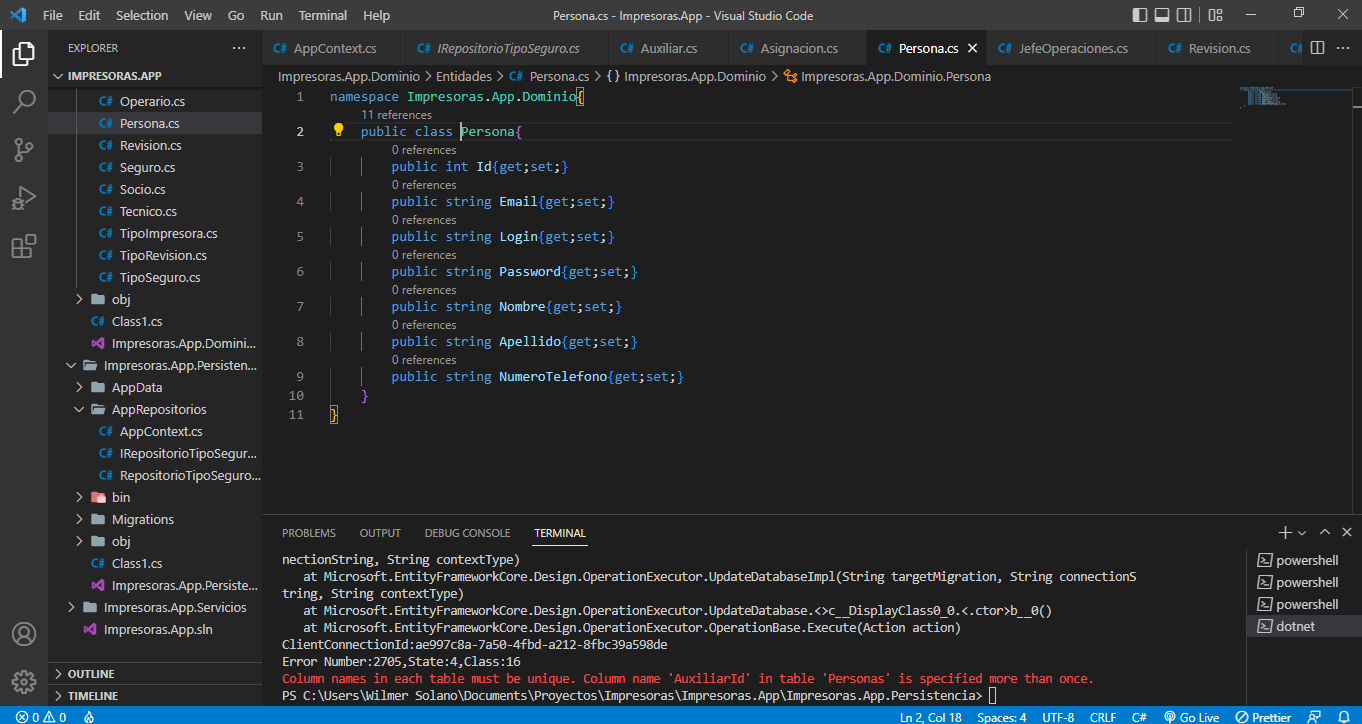 File Edit Selection View Go Run Terminal Help
Persona.cs - Impresoras.App - Visual Studio Code
EXPLORER
IMPRESORAS.APP
C# Operario.cs
C# Persona.cs
C# Revision.cs
C# Seguro.cs
C# Socio.cs
C# Tecnico.cs
C# TipoImpresora.cs
C# TipoRevision.cs
C# TipoSeguro.cs
obj
C# Class1.cs
Impresoras.App.Domini...
Impresoras.App.Persisten...
AppData
AppRepositorios
C# AppContext.cs
C# IRepositorioTipoSegur...
C# RepositorioTipoSeguro...
bin
Migrations
obj
C# Class1.cs
Impresoras.App.Persiste...
Impresoras.App.Servicios
Impresoras.App.sln
OUTLINE
TIMELINE
C# AppContext.cs C# IRepositorioTipoSeguro.cs C# Auxiliar.cs C# Asignacion.cs C# Persona.cs C# JefeOperaciones.cs C# Revision.cs
Impresoras.App.Dominio > Entidades > C# Persona.cs > {} Impresoras.App.Dominio > Impresoras.App.Dominio.Persona
1 namespace Impresoras.App.Dominio{
11 references
2 public class Persona{
0 references
3 public int Id{get;set;}
0 references
4 public string Email{get;set;}
0 references
5 public string Login{get;set;}
0 references
6 public string Password{get;set;}
0 references
7 public string Nombre{get;set;}
0 references
8 public string Apellido{get;set;}
0 references
9 public string NumeroTelefono{get;set;}
10 }
11 }
PROBLEMS OUTPUT DEBUG CONSOLE TERMINAL
nectionString, String contextType)
at Microsoft.EntityFrameworkCore.Design.OperationExecutor.UpdateDatabaseImpl(String targetMigration, String connectionS
tring, String contextType)
at Microsoft.EntityFrameworkCore.Design.OperationExecutor.UpdateDatabase.<>c__DisplayClass0_0.<.ctor>b__0()
at Microsoft.EntityFrameworkCore.Design.OperationExecutor.OperationBase.Execute(Action action)
ClientConnectionId:ae997c8a-7a50-4fbd-a212-8fbc39a598de
Error Number:2705,State:4,Class:16
Column names in each table must be unique. Column name 'AuxiliarId' in table 'Personas' is specified more than once.
PS C:\Users\Wilmer Solano\Documents\Proyectos\Impresoras\Impresoras.App\Impresoras.App.Persistencia>
powershell
powershell
powershell
dotnet
0 0 Ln 2, Col 18 Spaces: 4 UTF-8 CRLF C# Go Live Prettier